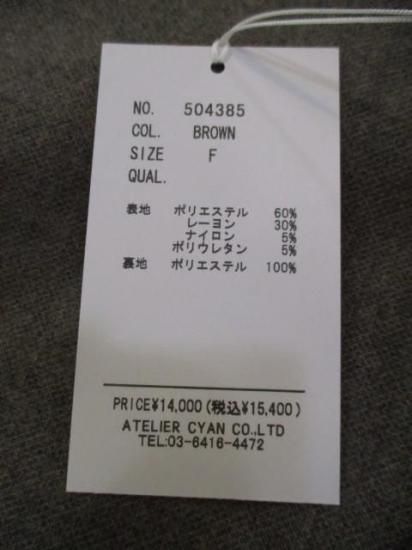 NO. 504385
COL. BROWN
SIZE F
QUAL.
表地 ポリエステル 60%
レーヨン 30%
ナイロン 5%
ポリウレタン 5%
裏地 ポリエステル 100%
PRICE¥14,000(税込¥15,400)
ATELIER CYAN CO.,LTD
TEL:03-6416-4472